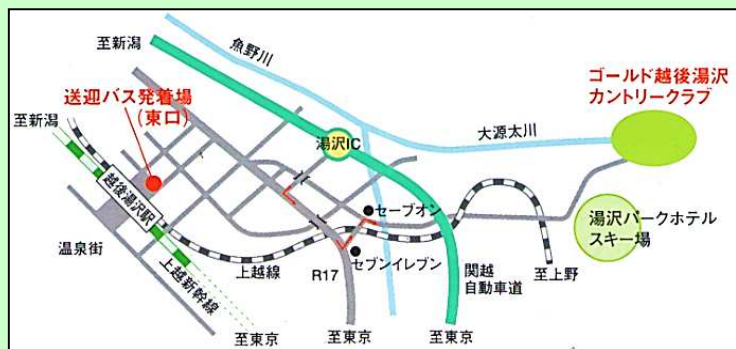 至新潟
魚野川
送迎バス発着場
(東口)
ゴールド越後湯沢
カントリークラブ
至新潟
大源太川
湯沢IC
越後湯沢駅
セーブオン
湯沢パークホテル
スキー場
温泉街
上越線
セブンイレブン
R17
関越
自動車道
至上野
上越新幹線
至東京
至東京
至東京